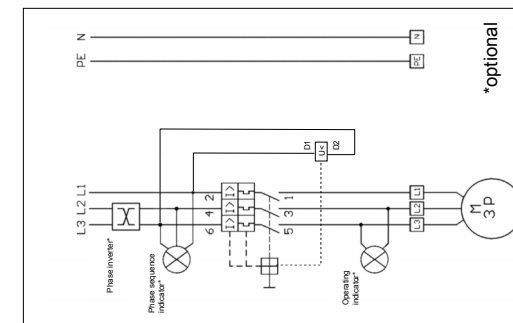 N
N
PE
PE
*optional
D1
U<
D2
L1
L2
L3
2
4
6
I>
I>
I>
1
3
5
L1
L2
L3
M
3P
Phase inverter*
Phase sequence
indicator*
Operating
indicator*